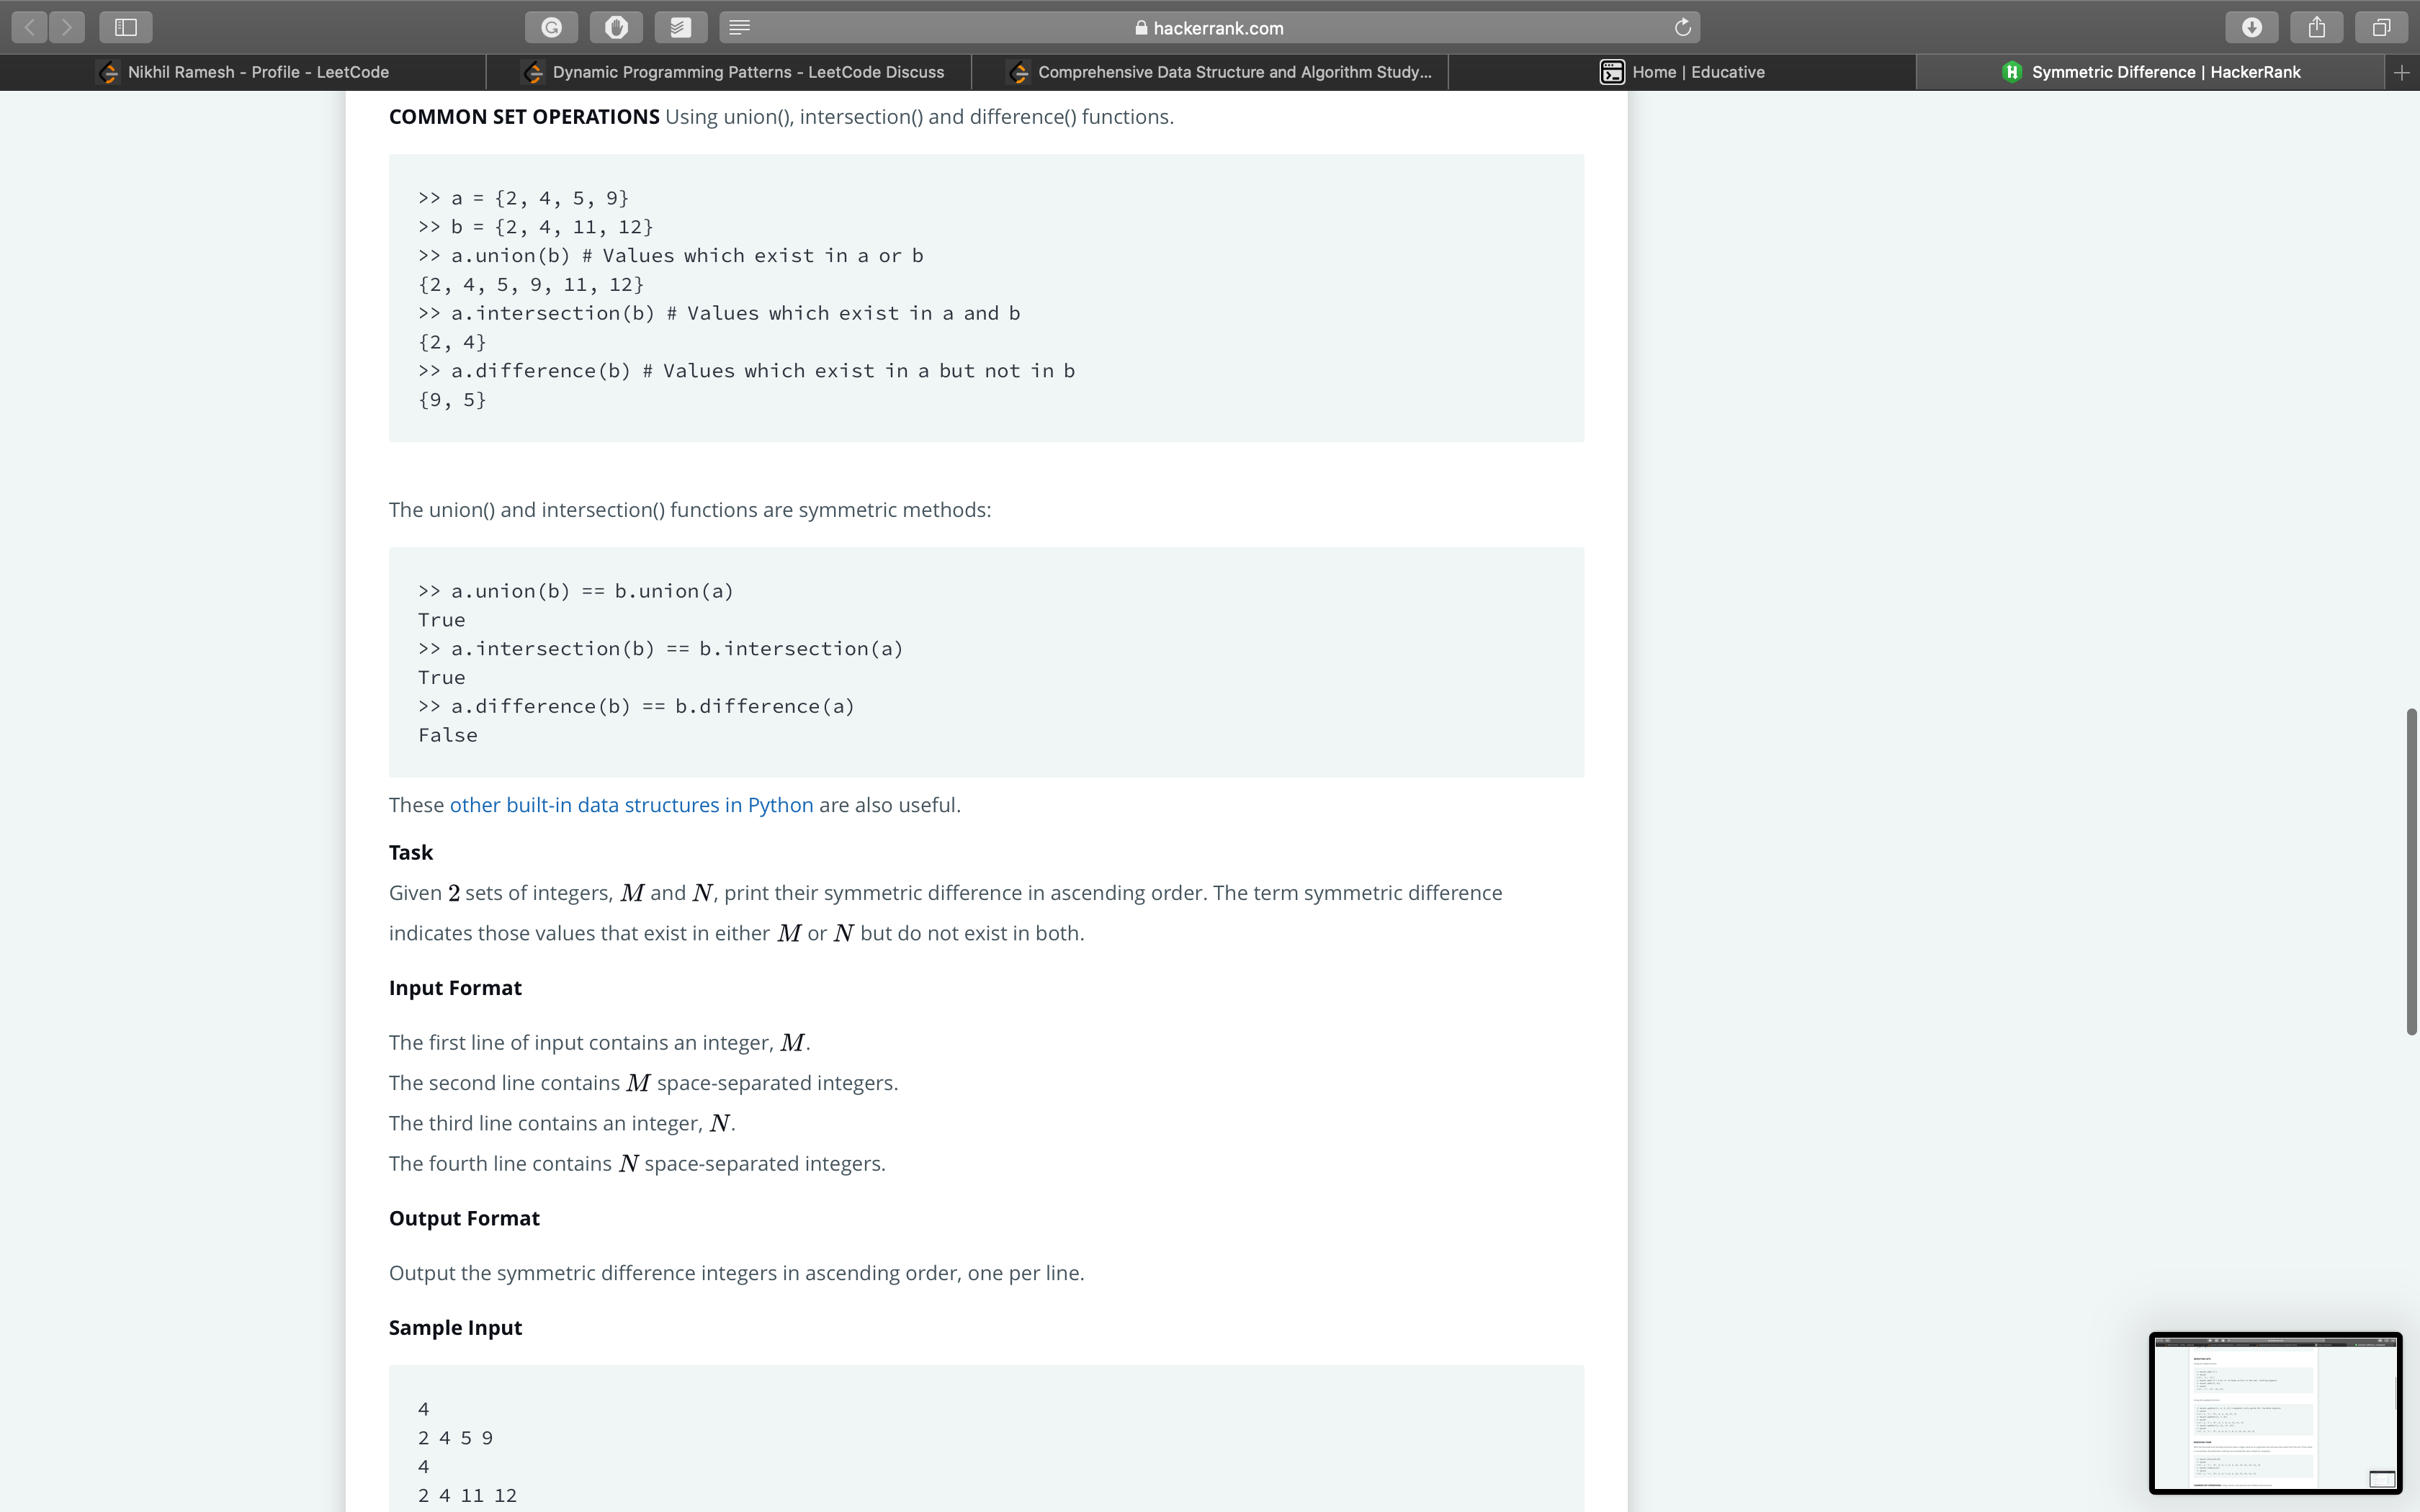 hackerrank.com
Nikhil Ramesh - Profile - LeetCode
Dynamic Programming Patterns - LeetCode Discuss
Comprehensive Data Structure and Algorithm Study...
Home | Educative
Symmetric Difference | HackerRank
COMMON SET OPERATIONS Using union(), intersection() and difference() functions.
>> a = {2, 4, 5, 9}
>> b = {2, 4, 11, 12}
>> a.union(b) # Values which exist in a or b
{2, 4, 5, 9, 11, 12}
>> a.intersection(b) # Values which exist in a and b
{2, 4}
>> a.difference(b) # Values which exist in a but not in b
{9, 5}
The union() and intersection() functions are symmetric methods:
>> a.union(b) == b.union(a)
True
>> a.intersection(b) == b.intersection(a)
True
>> a.difference(b) == b.difference(a)
False
These other built-in data structures in Python are also useful.
Task
Given 2 sets of integers, M and N, print their symmetric difference in ascending order. The term symmetric difference
indicates those values that exist in either M or N but do not exist in both.
Input Format
The first line of input contains an integer, M.
The second line contains M space-separated integers.
The third line contains an integer, N.
The fourth line contains N space-separated integers.
Output Format
Output the symmetric difference integers in ascending order, one per line.
Sample Input
4
2 4 5 9
4
2 4 11 12